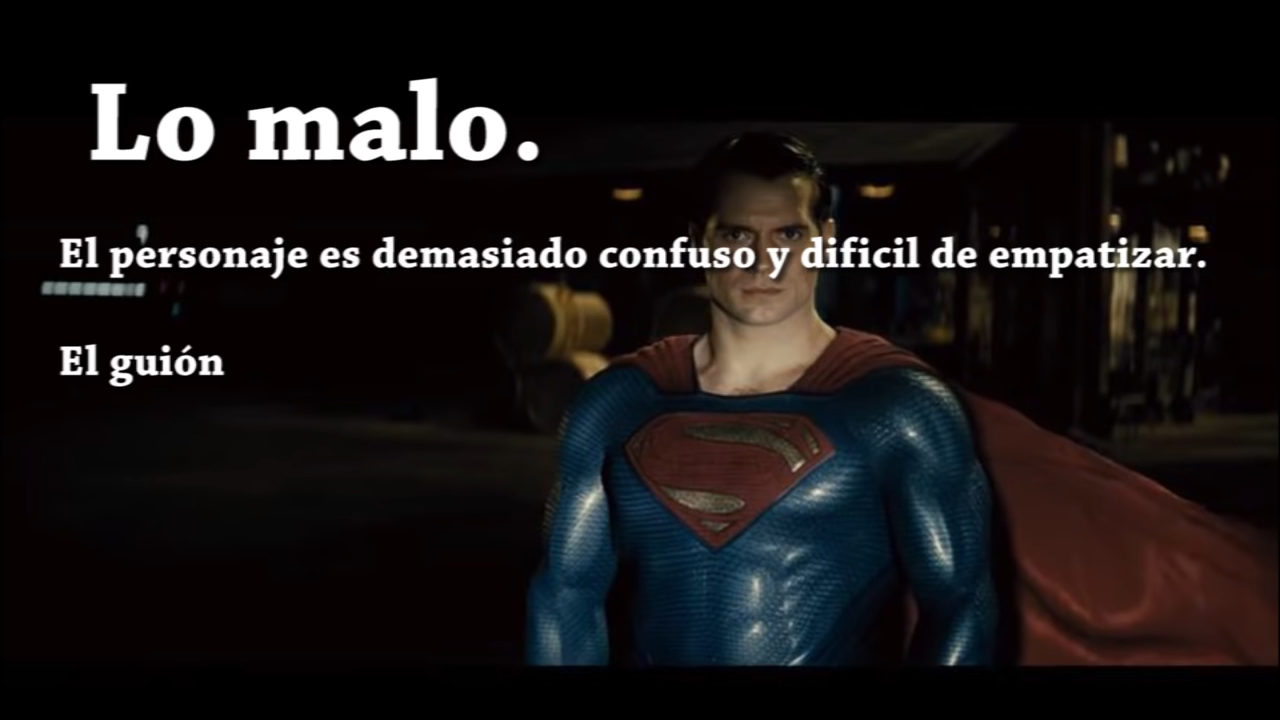 Lo malo.
El personaje es demasiado confuso y dificil de empatizar.
El guión